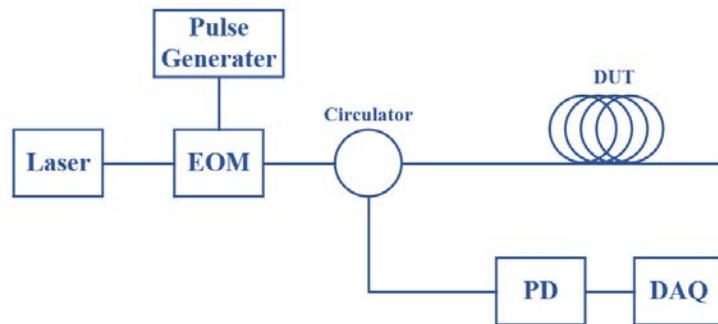 Pulse
Generater
DUT
Circulator
Laser
EOM
PD
DAQ